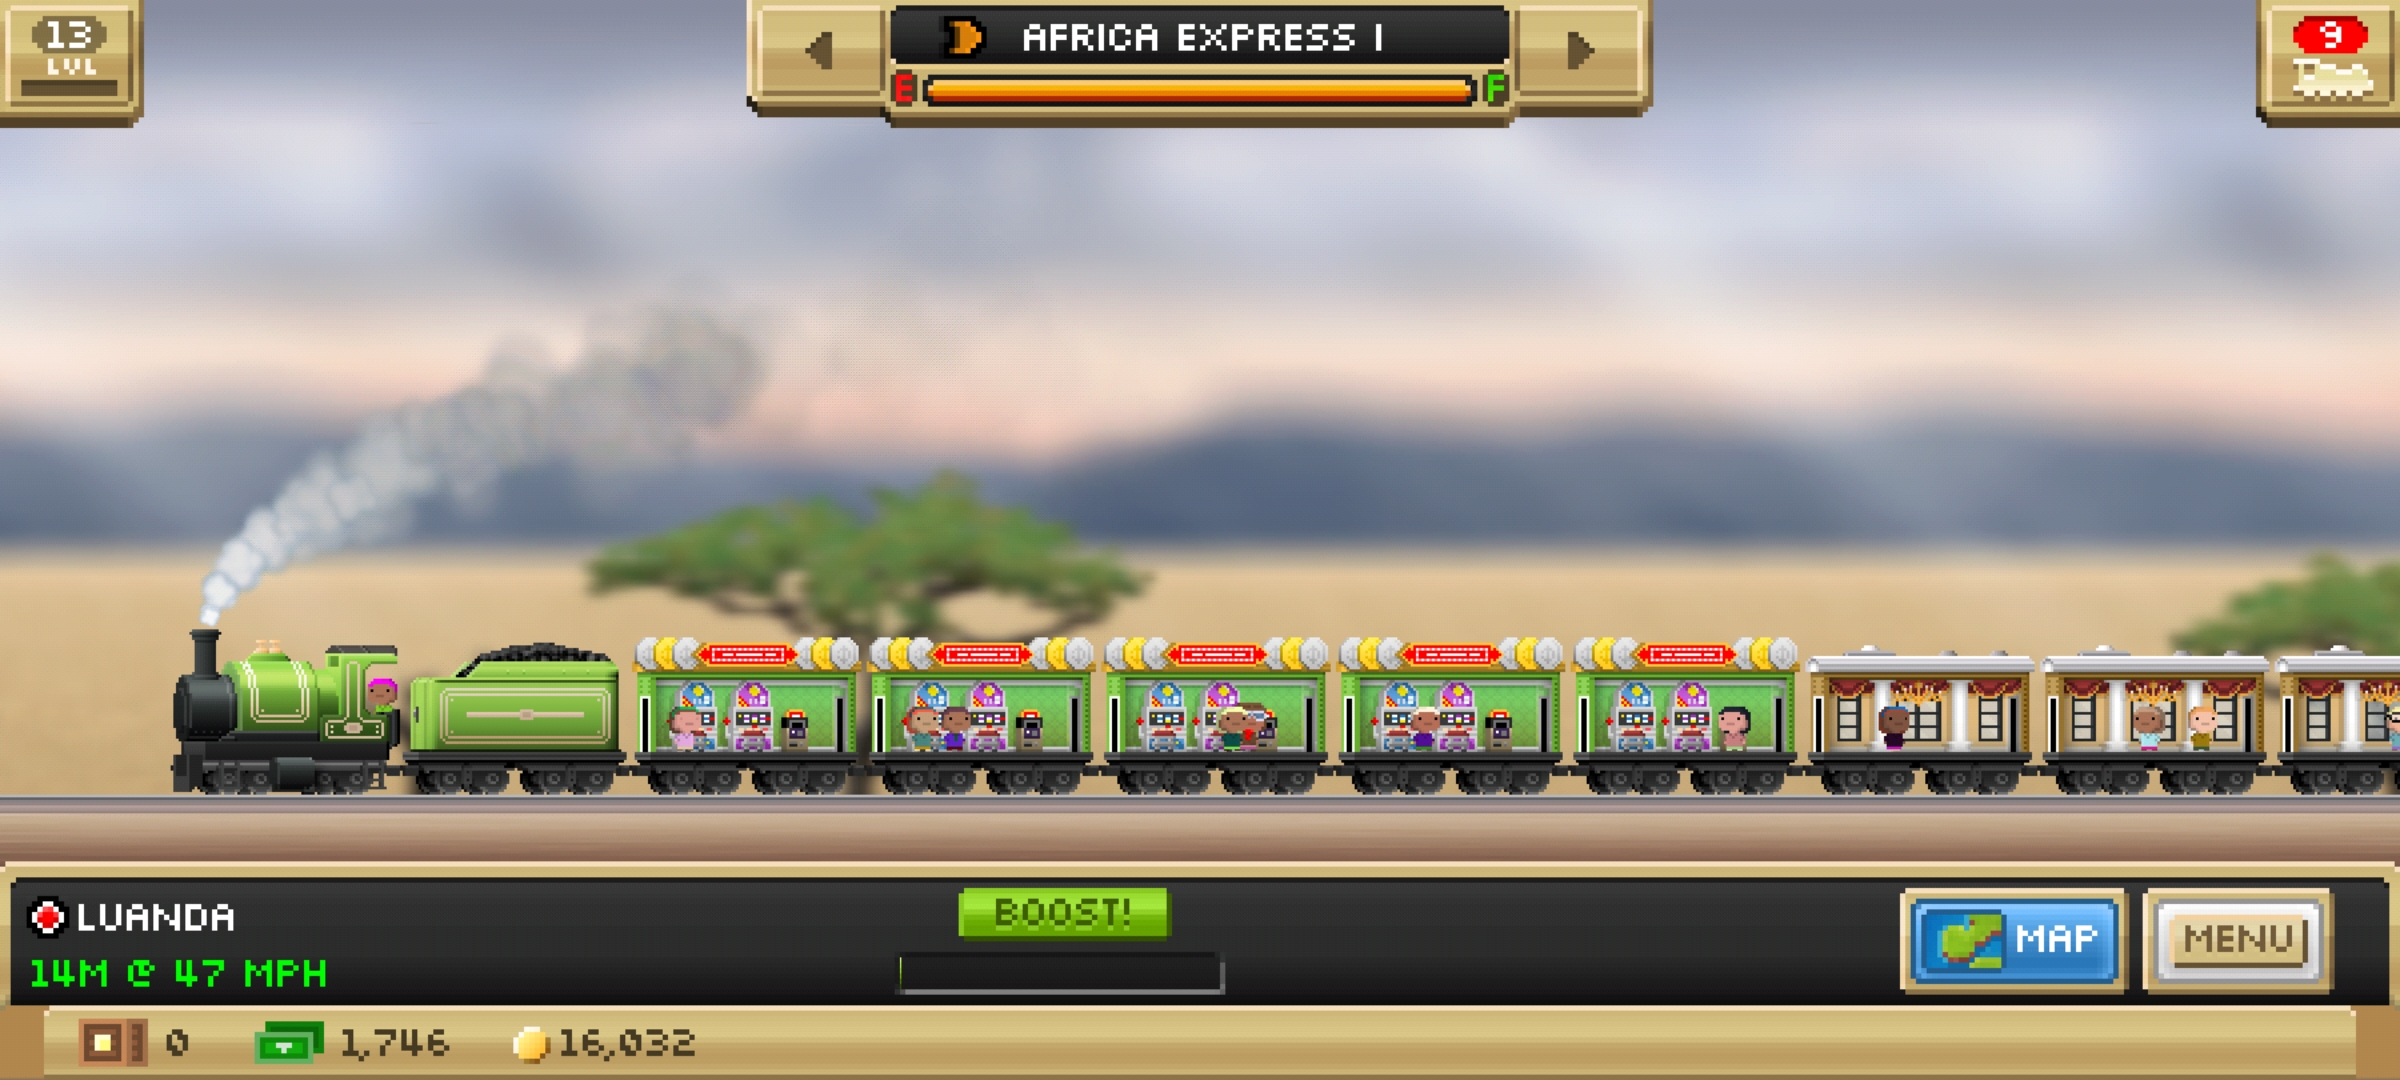 13
LVL
AFRICA EXPRESS I
E F
9
LUANDA
14M @ 47 MPH
BOOST!
MAP
MENU
0
1,746
16,032